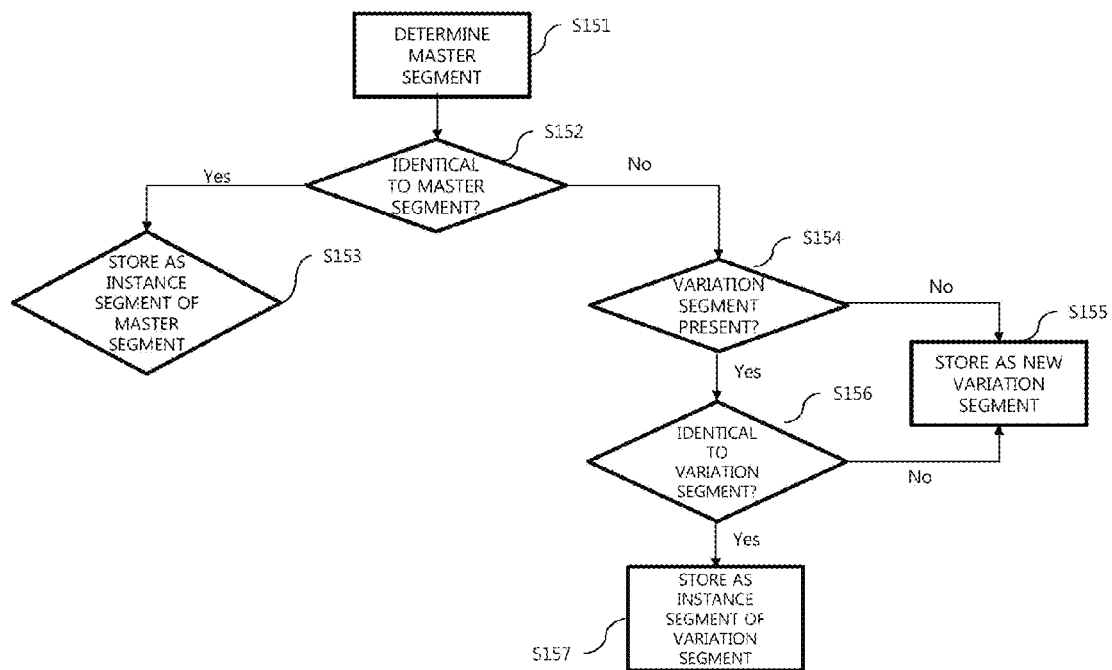 DETERMINE
MASTER
SEGMENT
S151
IDENTICAL
TO MASTER
SEGMENT?
S152
Yes
No
STORE AS
INSTANCE
SEGMENT OF
MASTER
SEGMENT
S153
VARIATION
SEGMENT
PRESENT?
S154
No
Yes
STORE AS NEW
VARIATION
SEGMENT
S155
IDENTICAL
TO
VARIATION
SEGMENT?
S156
No
Yes
STORE AS
INSTANCE
SEGMENT OF
VARIATION
SEGMENT
S157